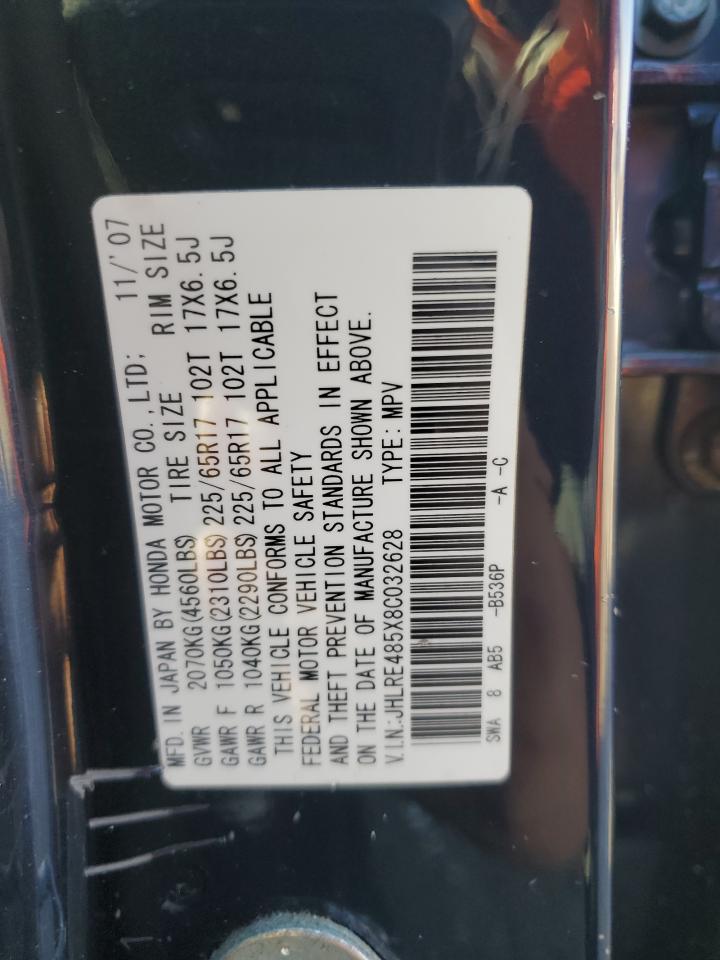 MFD. IN JAPAN BY HONDA MOTOR CO.,LTD; 11/'07
GVWR 2070KG(4560LBS) TIRE SIZE RIM SIZE
GAWR F 1050KG(2310LBS) 225/65R17 102T 17X6.5J
GAWR R 1040KG(2290LBS) 225/65R17 102T 17X6.5J
THIS VEHICLE CONFORMS TO ALL APPLICABLE
FEDERAL MOTOR VEHICLE SAFETY
AND THEFT PREVENTION STANDARDS IN EFFECT
ON THE DATE OF MANUFACTURE SHOWN ABOVE.
V.I.N.:JHLRE485X8C032628 TYPE: MPV
SWA 8 AB5 -B536P -A -C